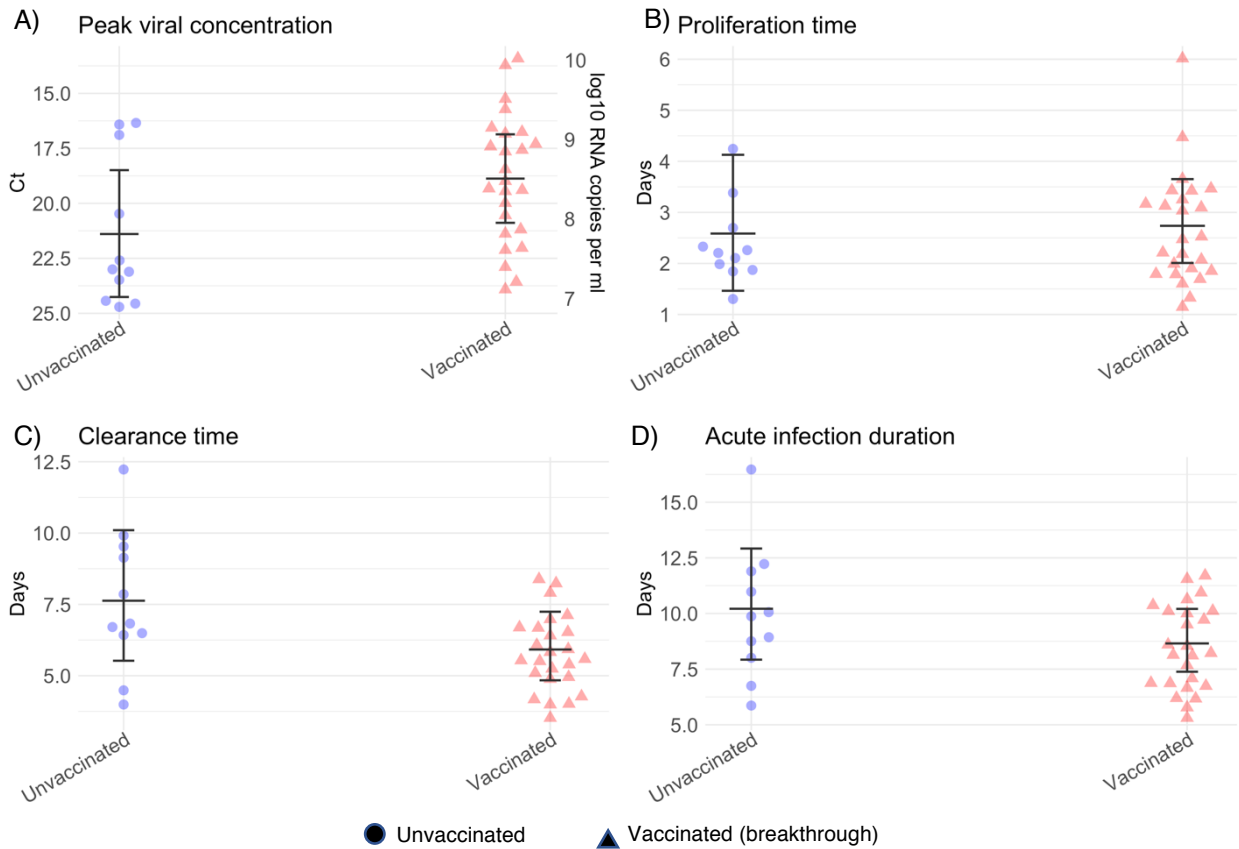 A) Peak viral concentration
15.0
17.5
20.0
22.5
25.0
Ct
10
9
8
7
log10 RNA copies per ml
Unvaccinated
Vaccinated
B) Proliferation time
6
5
4
3
2
1
Days
Unvaccinated
Vaccinated
C) Clearance time
12.5
10.0
7.5
5.0
Days
Unvaccinated
Vaccinated
D) Acute infection duration
15.0
12.5
10.0
7.5
5.0
Days
Unvaccinated
Vaccinated
Unvaccinated
Vaccinated (breakthrough)